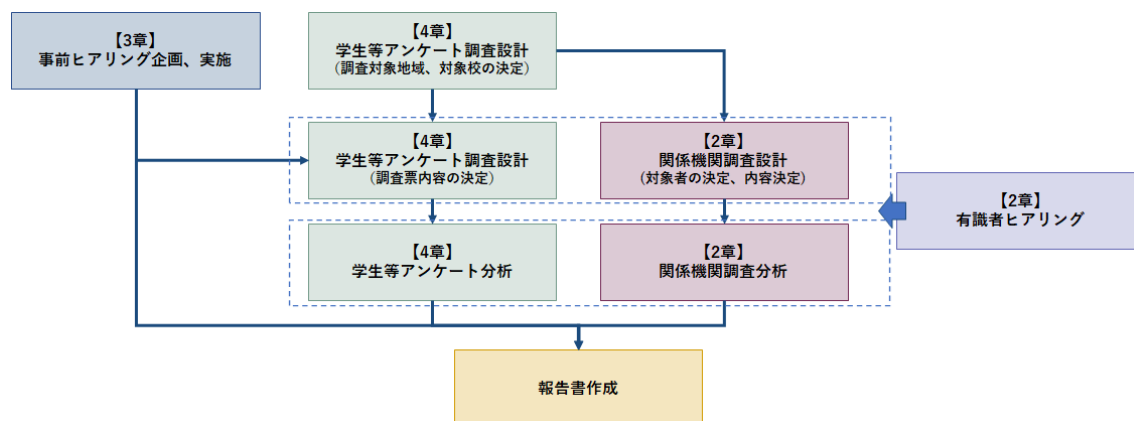 【3章】
事前ヒアリング企画、実施
【4章】
学生等アンケート調査設計
(調査対象地域、対象校の決定)
【4章】
学生等アンケート調査設計
(調査票内容の決定)
【2章】
関係機関調査設計
(対象者の決定、内容決定)
【2章】
有識者ヒアリング
【4章】
学生等アンケート分析
【2章】
関係機関調査分析
報告書作成